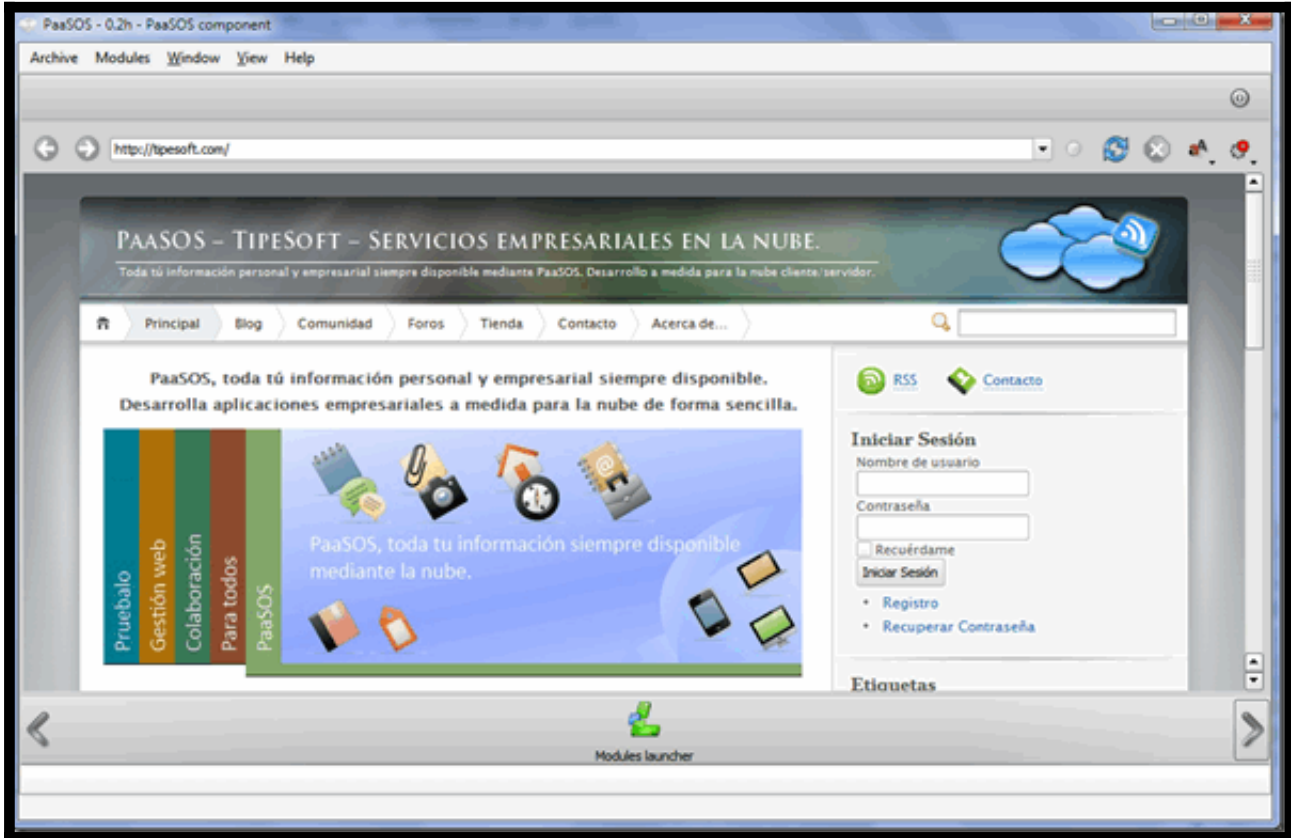 PaaSOS - 0.2h - PaaSOS component
Archive Modules Window View Help
http://tipesoft.com/
PaaSOS – TipeSoft – Servicios empresariales en la nube.
Toda tú información personal y empresarial siempre disponible mediante PaaSOS. Desarrollo a medida para la nube cliente/servidor.
Principal Blog Comunidad Foros Tienda Contacto Acerca de...
PaaSOS, toda tú información personal y empresarial siempre disponible.
Desarrolla aplicaciones empresariales a medida para la nube de forma sencilla.
Pruebalo
Gestión web
Colaboración
Para todos
PaaSOS
PaaSOS, toda tu información siempre disponible
mediante la nube.
RSS Contacto
Iniciar Sesión
Nombre de usuario
Contraseña
Recuérdame
Iniciar Sesión
• Registro
• Recuperar Contraseña
Etiquetas
Modules launcher